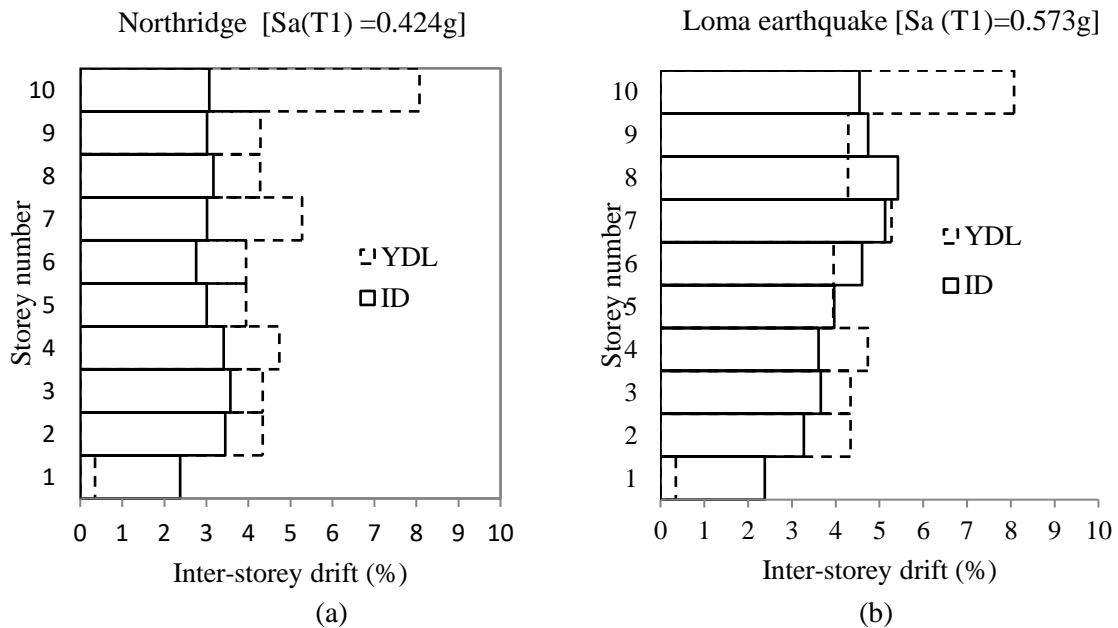 Northridge [Sa(T1) =0.424g]
10
9
8
7
6
5
4
3
2
1
Storey number
YDL
ID
0 1 2 3 4 5 6 7 8 9 10
Inter-storey drift (%)
(a)
Loma earthquake [Sa (T1)=0.573g]
10
9
8
7
6
5
4
3
2
1
Storey number
YDL
ID
0 1 2 3 4 5 6 7 8 9 10
Inter-storey drift (%)
(b)